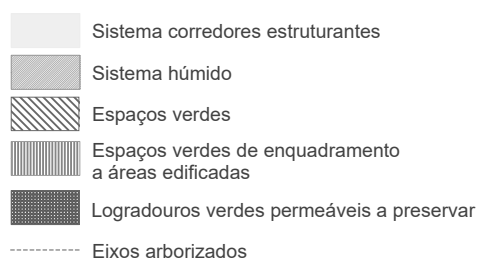 Sistema corredores estruturantes
Sistema húmido
Espaços verdes
Espaços verdes de enquadramento
a áreas edificadas
Logradouros verdes permeáveis a preservar
Eixos arborizados